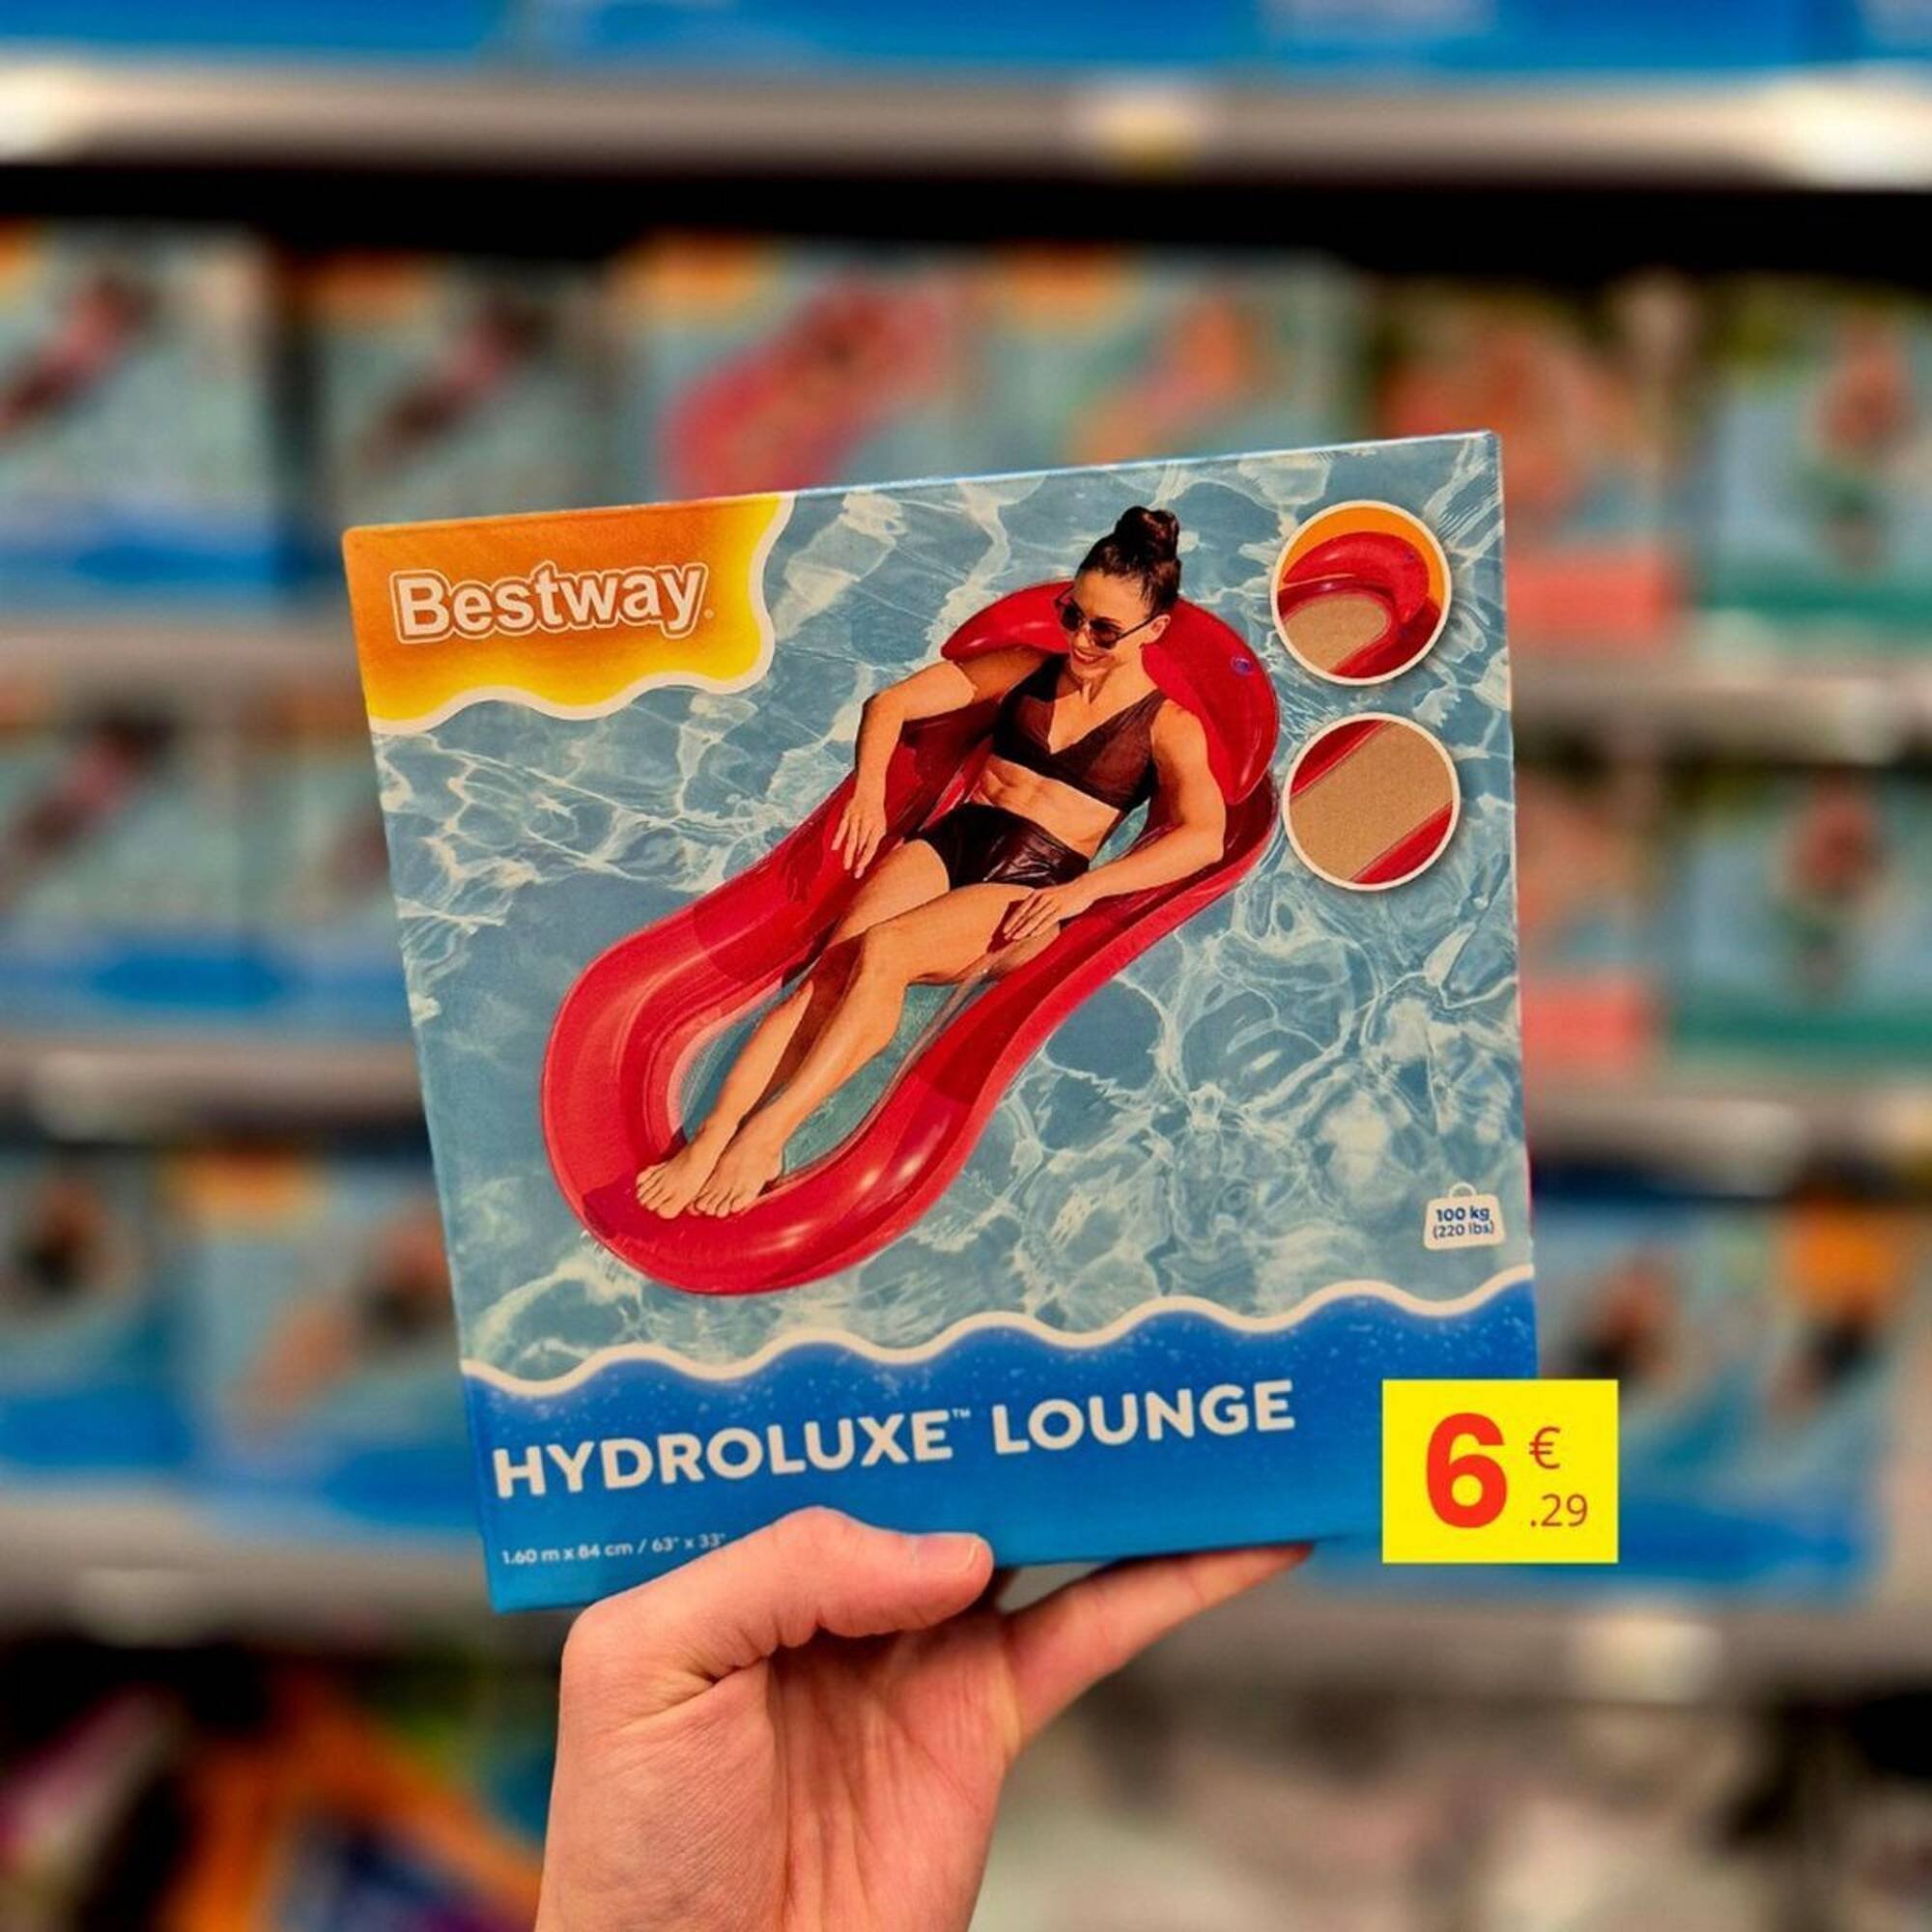 Bestway®
100 kg
(220 lbs)
HYDROLUXE™ LOUNGE
1.60 m x 84 cm / 63" x 33"
6 €
.29